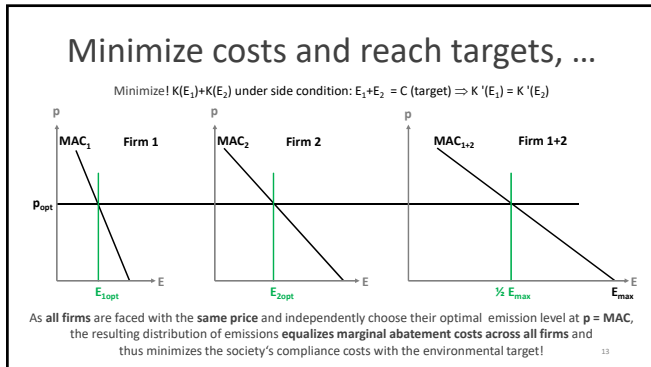 Minimize costs and reach targets, …
Minimize! K(E₁)+K(E₂) under side condition: E₁+E₂ = C (target) ⇒ K '(E₁) = K '(E₂)
p
p
p
MAC₁
Firm 1
MAC₂
Firm 2
MAC₁₊₂
Firm 1+2
pₒₚₜ
E
E
E
E₁ₒₚₜ
E₂ₒₚₜ
½ Eₘₐₓ
Eₘₐₓ
As all firms are faced with the same price and independently choose their optimal emission level at p = MAC,
the resulting distribution of emissions equalizes marginal abatement costs across all firms and
thus minimizes the society's compliance costs with the environmental target!
13